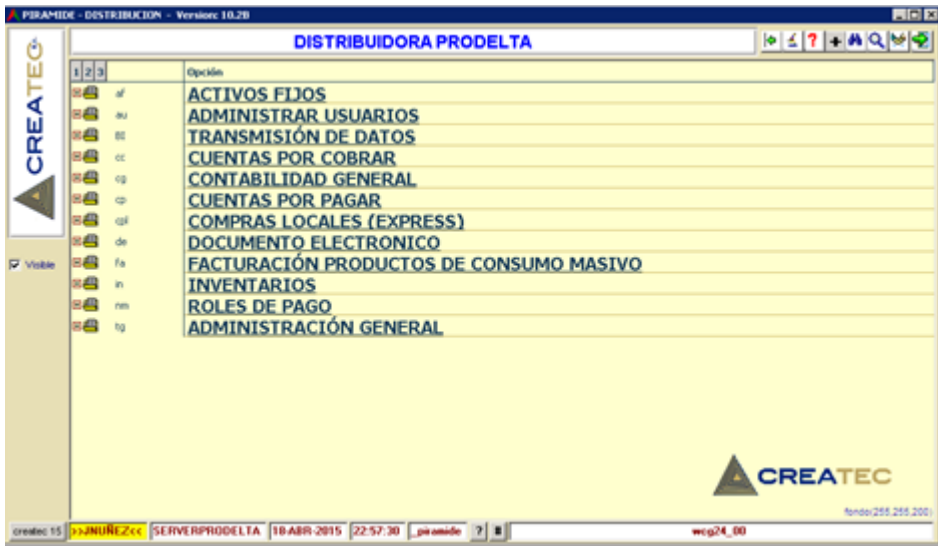 PIRAMIDE - DISTRIBUCION - Version: 10.2B
DISTRIBUIDORA PRODELTA
CREATEC
Visible
1 2 3 Opción
af ACTIVOS FIJOS
au ADMINISTRAR USUARIOS
BI TRANSMISIÓN DE DATOS
cc CUENTAS POR COBRAR
cg CONTABILIDAD GENERAL
cp CUENTAS POR PAGAR
cpl COMPRAS LOCALES (EXPRESS)
de DOCUMENTO ELECTRONICO
fa FACTURACIÓN PRODUCTOS DE CONSUMO MASIVO
in INVENTARIOS
nm ROLES DE PAGO
tg ADMINISTRACIÓN GENERAL
CREATEC
fondo(255,255,200)
createc 15 >>JNUÑEZ<< SERVERPRODELTA 10-ABR-2015 22:57:30 _piramide ? wcg24_00